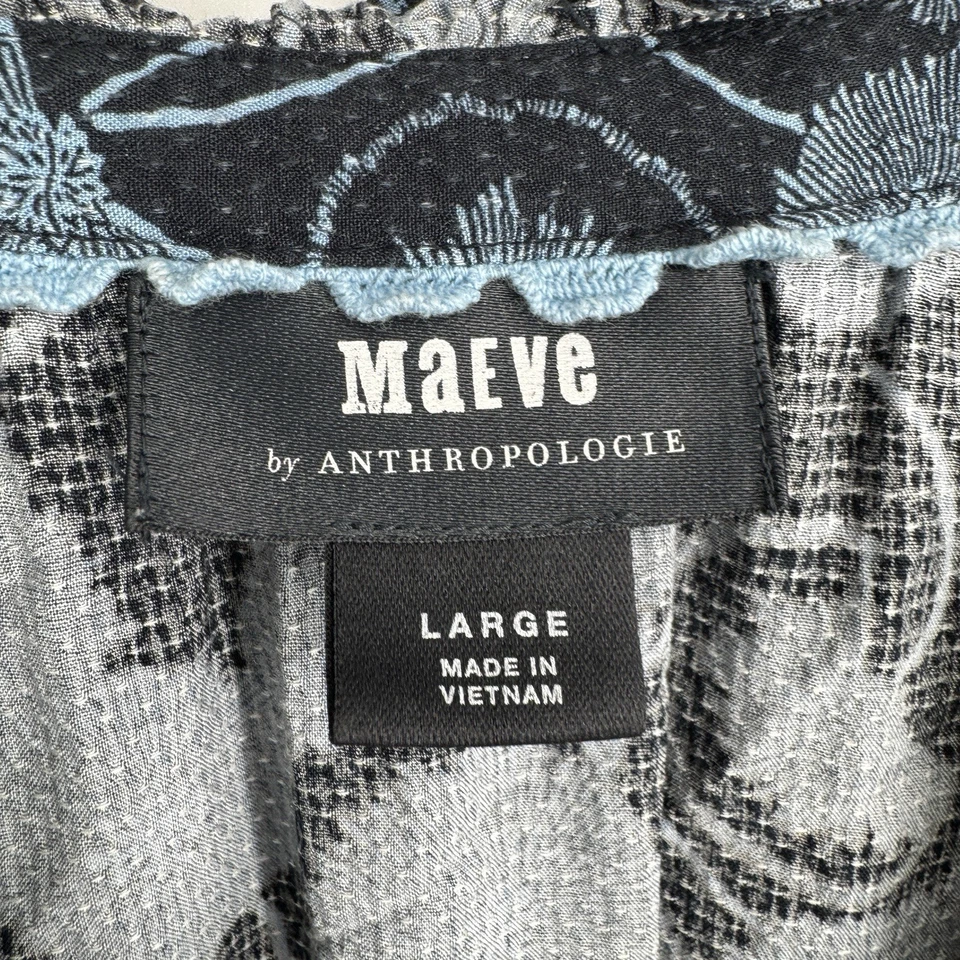 MaEVe
by ANTHROPOLOGIE
LARGE
MADE IN
VIETNAM